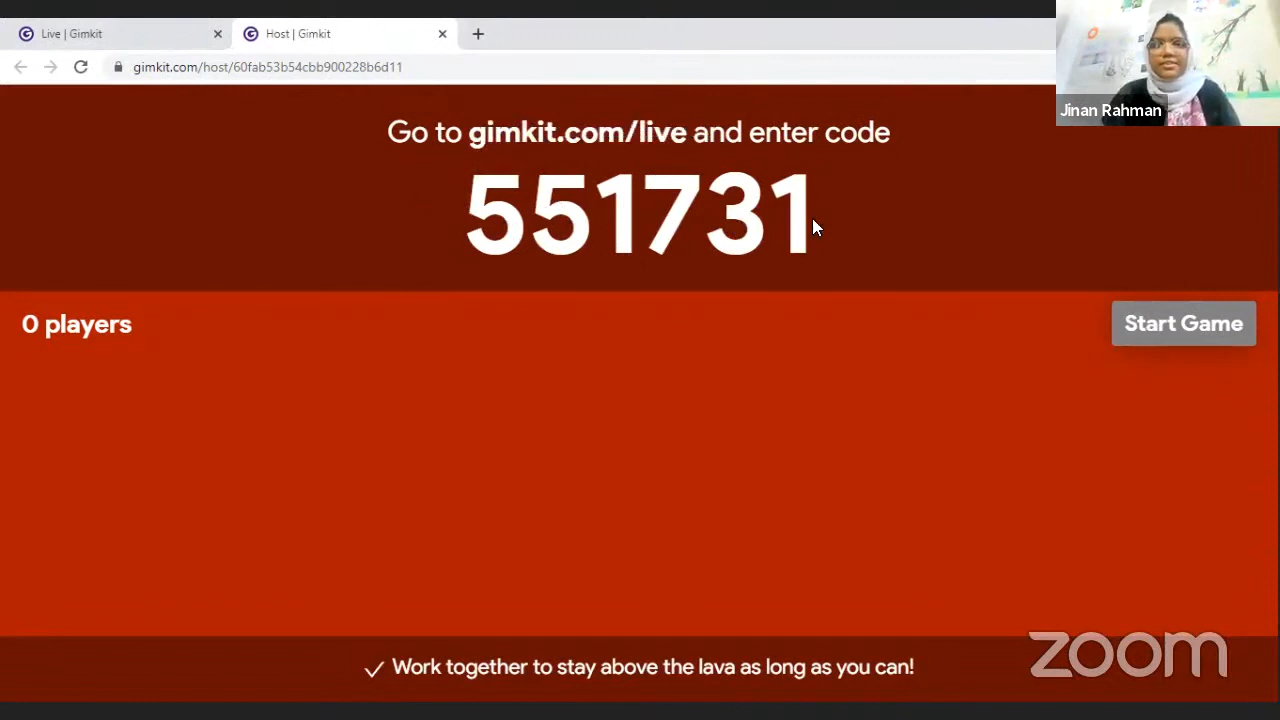 Live | Gimkit
Host | Gimkit
gimkit.com/host/60fab53b54cbb900228b6d11
Jinan Rahman
Go to gimkit.com/live and enter code
551731
0 players
Start Game
Work together to stay above the lava as long as you can!
zoom